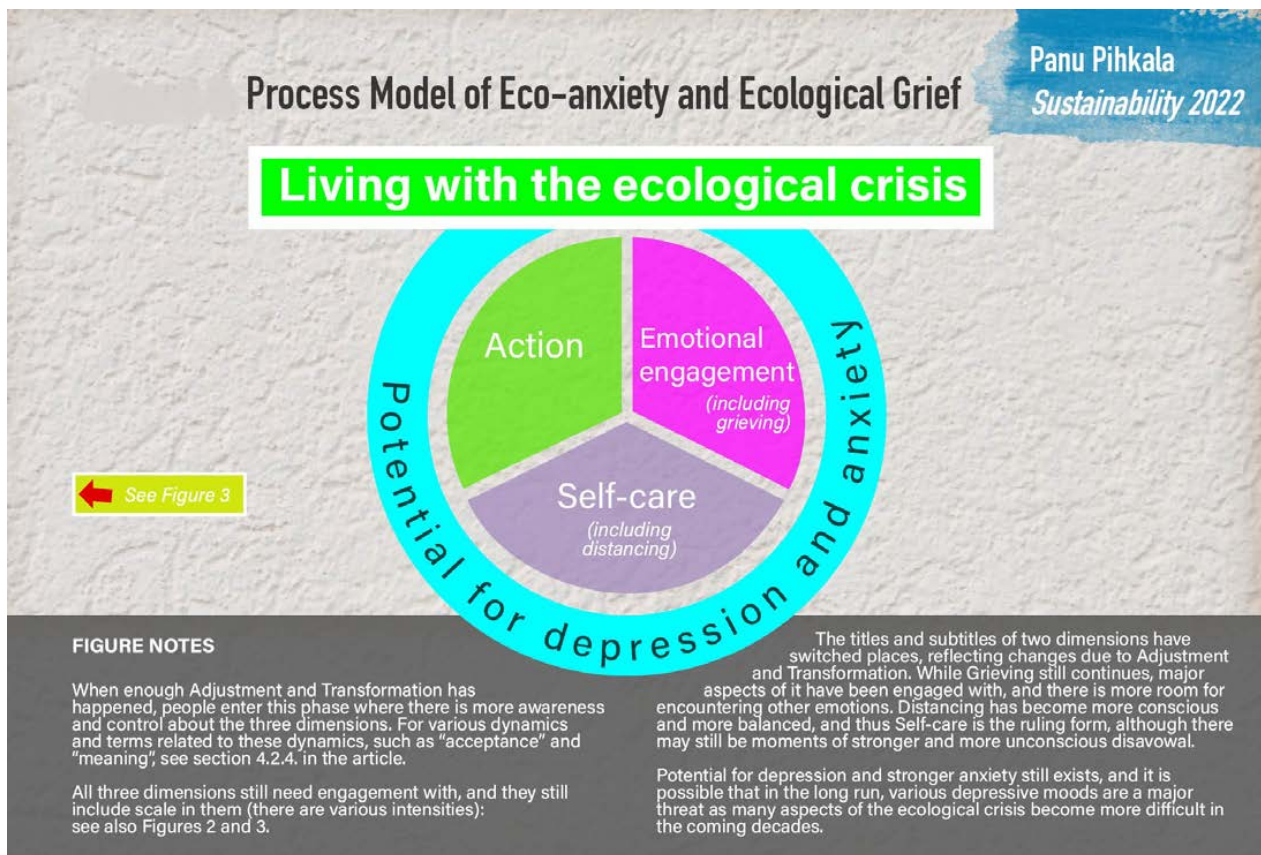 Panu Pihkala
Sustainability 2022
Process Model of Eco-anxiety and Ecological Grief
Living with the ecological crisis
Action
Emotional
engagement
(including
grieving)
Self-care
(including
distancing)
Potential for depression and anxiety
See Figure 3
FIGURE NOTES
When enough Adjustment and Transformation has
happened, people enter this phase where there is more awareness
and control about the three dimensions. For various dynamics
and terms related to these dynamics, such as "acceptance" and
"meaning", see section 4.2.4. in the article.
All three dimensions still need engagement with, and they still
include scale in them (there are various intensities):
see also Figures 2 and 3.
The titles and subtitles of two dimensions have
switched places, reflecting changes due to Adjustment
and Transformation. While Grieving still continues, major
aspects of it have been engaged with, and there is more room for
encountering other emotions. Distancing has become more conscious
and more balanced, and thus Self-care is the ruling form, although there
may still be moments of stronger and more unconscious disavowal.
Potential for depression and stronger anxiety still exists, and it is
possible that in the long run, various depressive moods are a major
threat as many aspects of the ecological crisis become more difficult in
the coming decades.